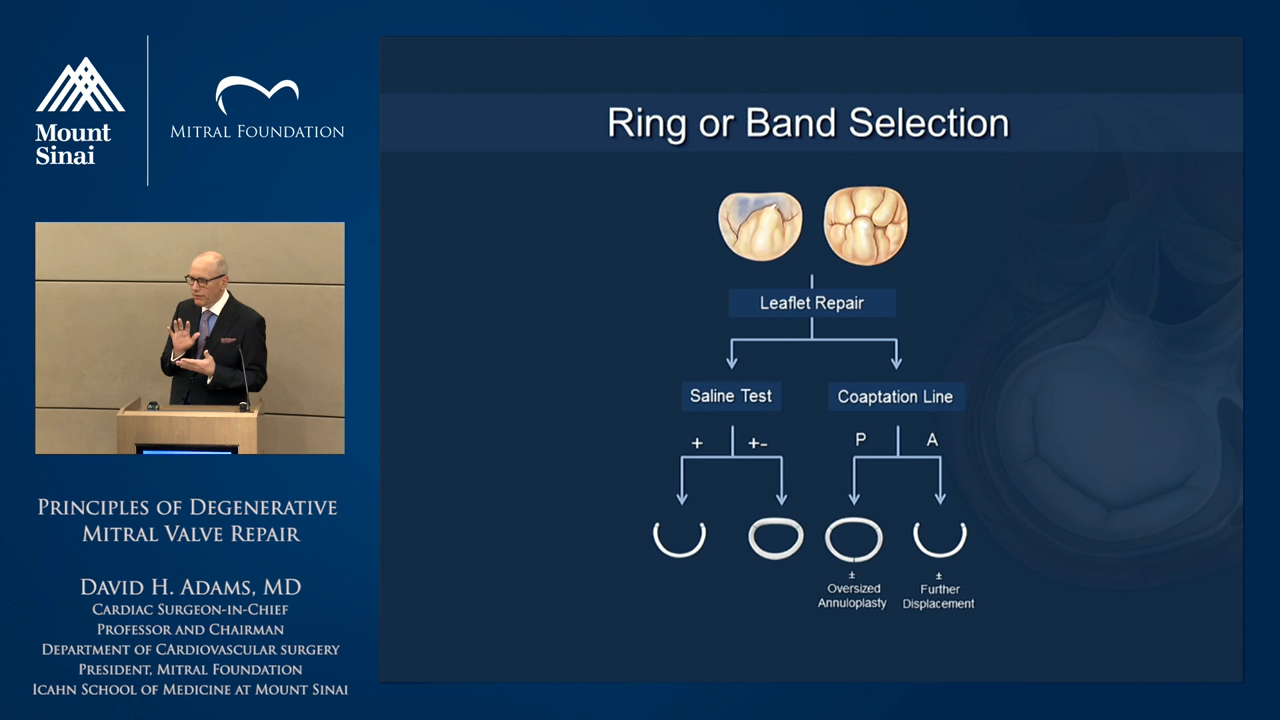 Mount
Sinai
MITRAL FOUNDATION
PRINCIPLES OF DEGENERATIVE
MITRAL VALVE REPAIR
DAVID H. ADAMS, MD
CARDIAC SURGEON-IN-CHIEF
PROFESSOR AND CHAIRMAN
DEPARTMENT OF CARDIOVASCULAR SURGERY
PRESIDENT, MITRAL FOUNDATION
ICAHN SCHOOL OF MEDICINE AT MOUNT SINAI
Ring or Band Selection
Leaflet Repair
Saline Test
Coaptation Line
+
+-
P
A
±
Oversized
Annuloplasty
±
Further
Displacement